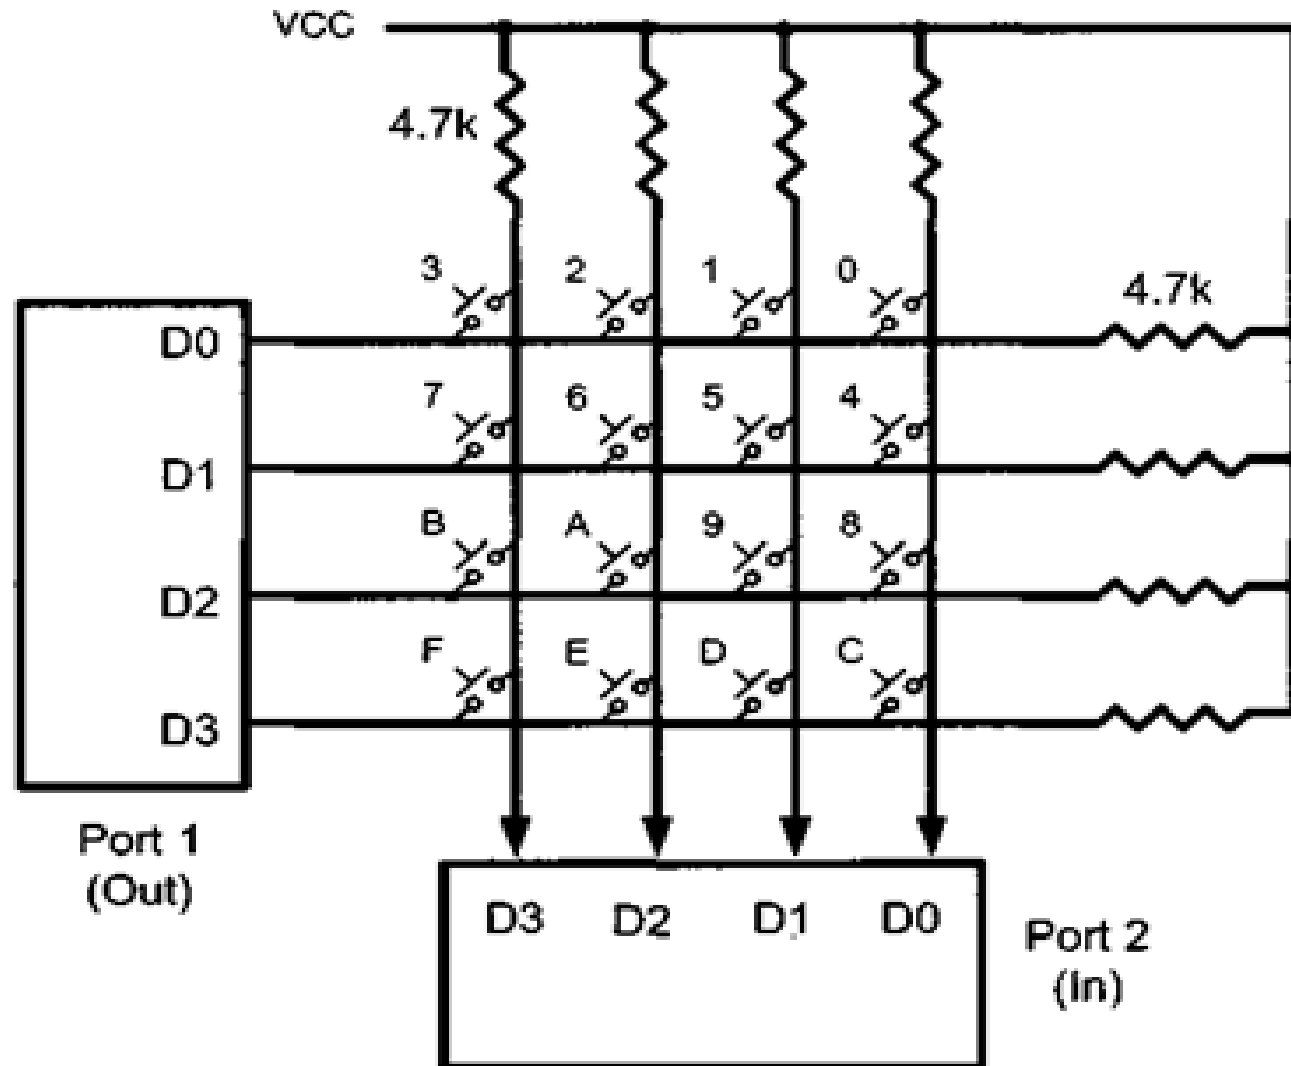 VCC
4.7k
3 2 1 0
4.7k
D0
7 6 5 4
D1
B A 9 8
D2
F E D C
D3
Port 1
(Out)
D3 D2 D1 D0
Port 2
(In)